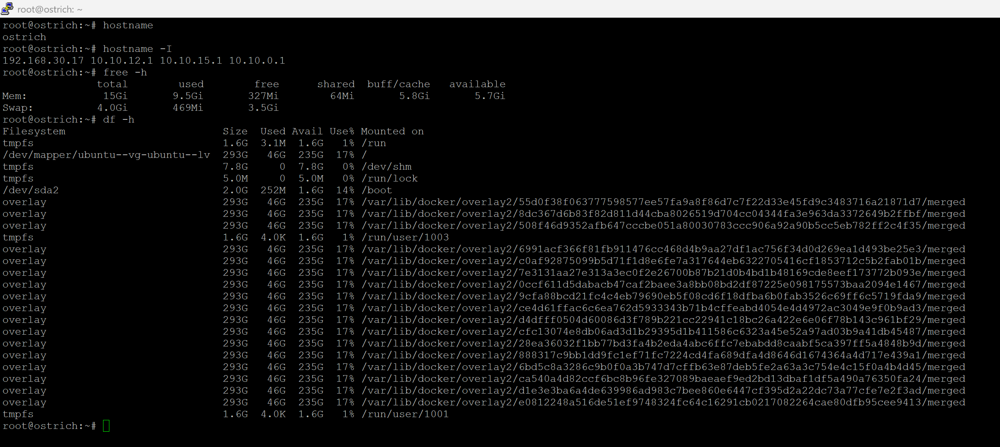 root@ostrich: ~
root@ostrich:~# hostname
ostrich
root@ostrich:~# hostname -I
192.168.30.17 10.10.12.1 10.10.15.1 10.10.0.1
root@ostrich:~# free -h
               total        used        free      shared  buff/cache   available
Mem:            15Gi       9.5Gi       327Mi        64Mi       5.8Gi       5.7Gi
Swap:          4.0Gi       469Mi       3.5Gi
root@ostrich:~# df -h
Filesystem                         Size  Used Avail Use% Mounted on
tmpfs                              1.6G  3.1M  1.6G   1% /run
/dev/mapper/ubuntu--vg-ubuntu--lv  293G   46G  235G  17% /
tmpfs                              7.8G     0  7.8G   0% /dev/shm
tmpfs                              5.0M     0  5.0M   0% /run/lock
/dev/sda2                          2.0G  252M  1.6G  14% /boot
overlay                            293G   46G  235G  17% /var/lib/docker/overlay2/55d0f38f063777598577ee57fa9a8f86d7c7f22d33e45fd9c3483716a21871d7/merged
overlay                            293G   46G  235G  17% /var/lib/docker/overlay2/8dc367d6b83f82d811d44cba8026519d704cc04344fa3e963da3372649b2ffbf/merged
overlay                            293G   46G  235G  17% /var/lib/docker/overlay2/508f46d9352afb647cccbe051a80030783ccc906a92a90b5cc5eb782ff2c4f35/merged
tmpfs                              1.6G  4.0K  1.6G   1% /run/user/1003
overlay                            293G   46G  235G  17% /var/lib/docker/overlay2/6991acf366f81fb911476cc468d4b9aa27df1ac756f34d0d269ea1d493be25e3/merged
overlay                            293G   46G  235G  17% /var/lib/docker/overlay2/c0af92875099b5d71f1d8e6fe7a317644eb6322705416cf1853712c5b2fab01b/merged
overlay                            293G   46G  235G  17% /var/lib/docker/overlay2/7e3131aa27e313a3ec0f2e26700b87b21d0b4bd1b48169cde8eef173772b093e/merged
overlay                            293G   46G  235G  17% /var/lib/docker/overlay2/0ccf611d5dabacb47caf2baee3a8bb08bd2df87225e098175573baa2094e1467/merged
overlay                            293G   46G  235G  17% /var/lib/docker/overlay2/9cfa88bcd21fc4c4eb79690eb5f08cd6f18dfba6b0fab3526c69ff6c5719fda9/merged
overlay                            293G   46G  235G  17% /var/lib/docker/overlay2/ce4d61ffac6c6ea762d5933343b71b4cffeabd4054e4d4972ac3049e9f0b9ad3/merged
overlay                            293G   46G  235G  17% /var/lib/docker/overlay2/d4dfff0504d60086d3f789b221cc22941c18bc26a422e6e06f78b143c961bf29/merged
overlay                            293G   46G  235G  17% /var/lib/docker/overlay2/cfc13074e8db06ad3d1b29395d1b411586c6323a45e52a97ad03b9a41db45487/merged
overlay                            293G   46G  235G  17% /var/lib/docker/overlay2/28ea36032f1bb77bd3fa4b2eda4abc6ffc7ebabdd8caabf5ca397ff5a4848b9d/merged
overlay                            293G   46G  235G  17% /var/lib/docker/overlay2/888317c9bb1dd9fc1ef71fc7224cd4fa689dfa4d8646d1674364a4d717e439a1/merged
overlay                            293G   46G  235G  17% /var/lib/docker/overlay2/6bd5c8a3286c9b0f0a3b747d7cffb63e87deb5fe2a63a3c754e4c15f0a4b4d45/merged
overlay                            293G   46G  235G  17% /var/lib/docker/overlay2/ca540a4d82ccf6bc8b96fe327089baeaef9ed2bd13dbaf1df5a490a76350fa24/merged
overlay                            293G   46G  235G  17% /var/lib/docker/overlay2/d1e3e3ba6a4de639986ad983c7bee860e6447cf395d2a22dc73a77cfe7e2f3ad/merged
overlay                            293G   46G  235G  17% /var/lib/docker/overlay2/e0812248a516de51ef9748324fc64c16291cb0217082264cae80dfb95cee9413/merged
tmpfs                              1.6G  4.0K  1.6G   1% /run/user/1001
root@ostrich:~#